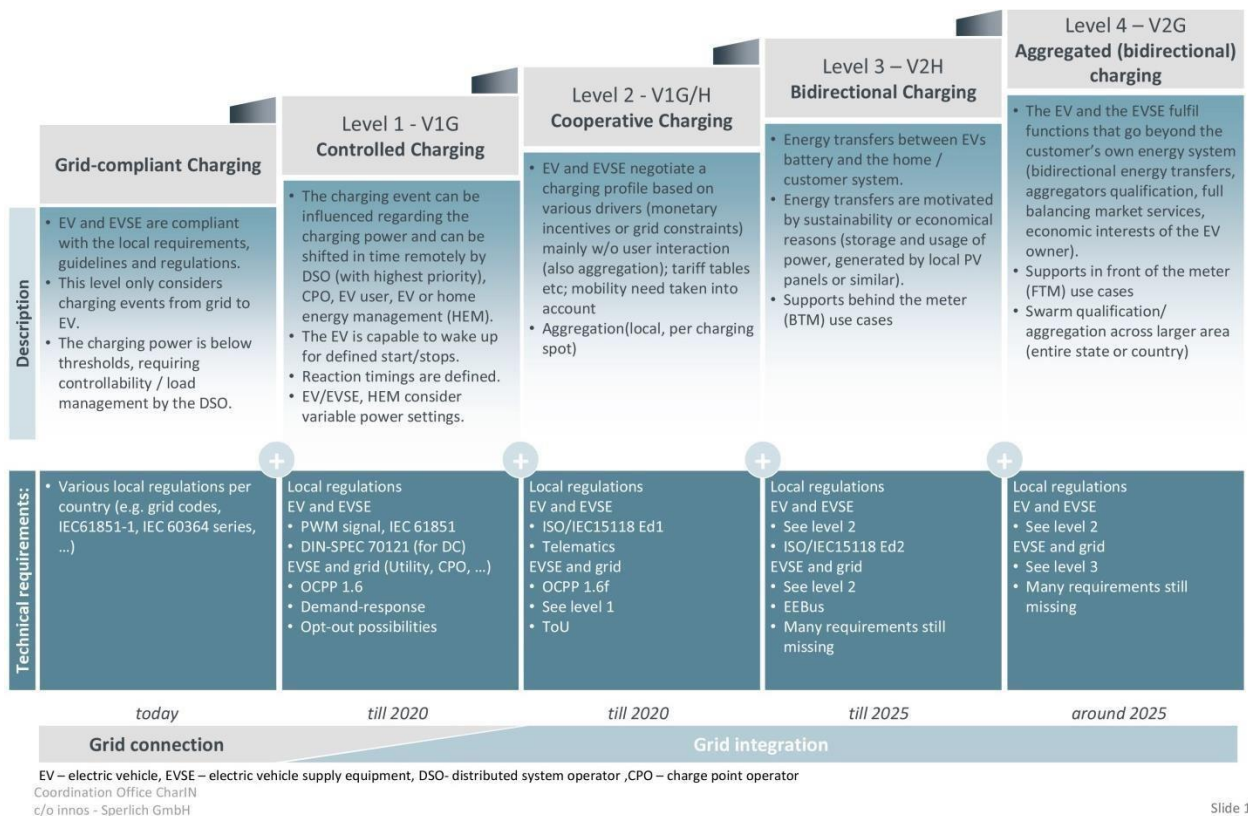 Grid-compliant Charging
Level 1 - V1G
Controlled Charging
Level 2 - V1G/H
Cooperative Charging
Level 3 – V2H
Bidirectional Charging
Level 4 – V2G
Aggregated (bidirectional)
charging
Description
• EV and EVSE are compliant
with the local requirements,
guidelines and regulations.
• This level only considers
charging events from grid to
EV.
• The charging power is below
thresholds, requiring
controllability / load
management by the DSO.
• The charging event can be
influenced regarding the
charging power and can be
shifted in time remotely by
DSO (with highest priority),
CPO, EV user, EV or home
energy management (HEM).
• The EV is capable to wake up
for defined start/stops.
• Reaction timings are defined.
• EV/EVSE, HEM consider
variable power settings.
• EV and EVSE negotiate a
charging profile based on
various drivers (monetary
incentives or grid constraints)
mainly w/o user interaction
(also aggregation); tariff tables
etc; mobility need taken into
account
• Aggregation(local, per charging
spot)
• Energy transfers between EVs
battery and the home /
customer system.
• Energy transfers are motivated
by sustainability or economical
reasons (storage and usage of
power, generated by local PV
panels or similar).
• Supports behind the meter
(BTM) use cases
• The EV and the EVSE fulfil
functions that go beyond the
customer's own energy system
(bidirectional energy transfers,
aggregators qualification, full
balancing market services,
economic interests of the EV
owner).
• Supports in front of the meter
(FTM) use cases
• Swarm qualification/
aggregation across larger area
(entire state or country)
+
+
+
+
Technical requirements:
• Various local regulations per
country (e.g. grid codes,
IEC61851-1, IEC 60364 series,
…)
Local regulations
EV and EVSE
• PWM signal, IEC 61851
• DIN-SPEC 70121 (for DC)
EVSE and grid (Utility, CPO, …)
• OCPP 1.6
• Demand-response
• Opt-out possibilities
Local regulations
EV and EVSE
• ISO/IEC15118 Ed1
• Telematics
EVSE and grid
• OCPP 1.6f
• See level 1
• ToU
Local regulations
EV and EVSE
• See level 2
• ISO/IEC15118 Ed2
EVSE and grid
• See level 2
• EEBus
• Many requirements still
missing
Local regulations
EV and EVSE
• See level 2
EVSE and grid
• See level 3
• Many requirements still
missing
today
till 2020
till 2020
till 2025
around 2025
Grid connection
Grid integration
EV – electric vehicle, EVSE – electric vehicle supply equipment, DSO- distributed system operator ,CPO – charge point operator
Coordination Office CharIN
c/o innos - Sperlich GmbH
Slide 1